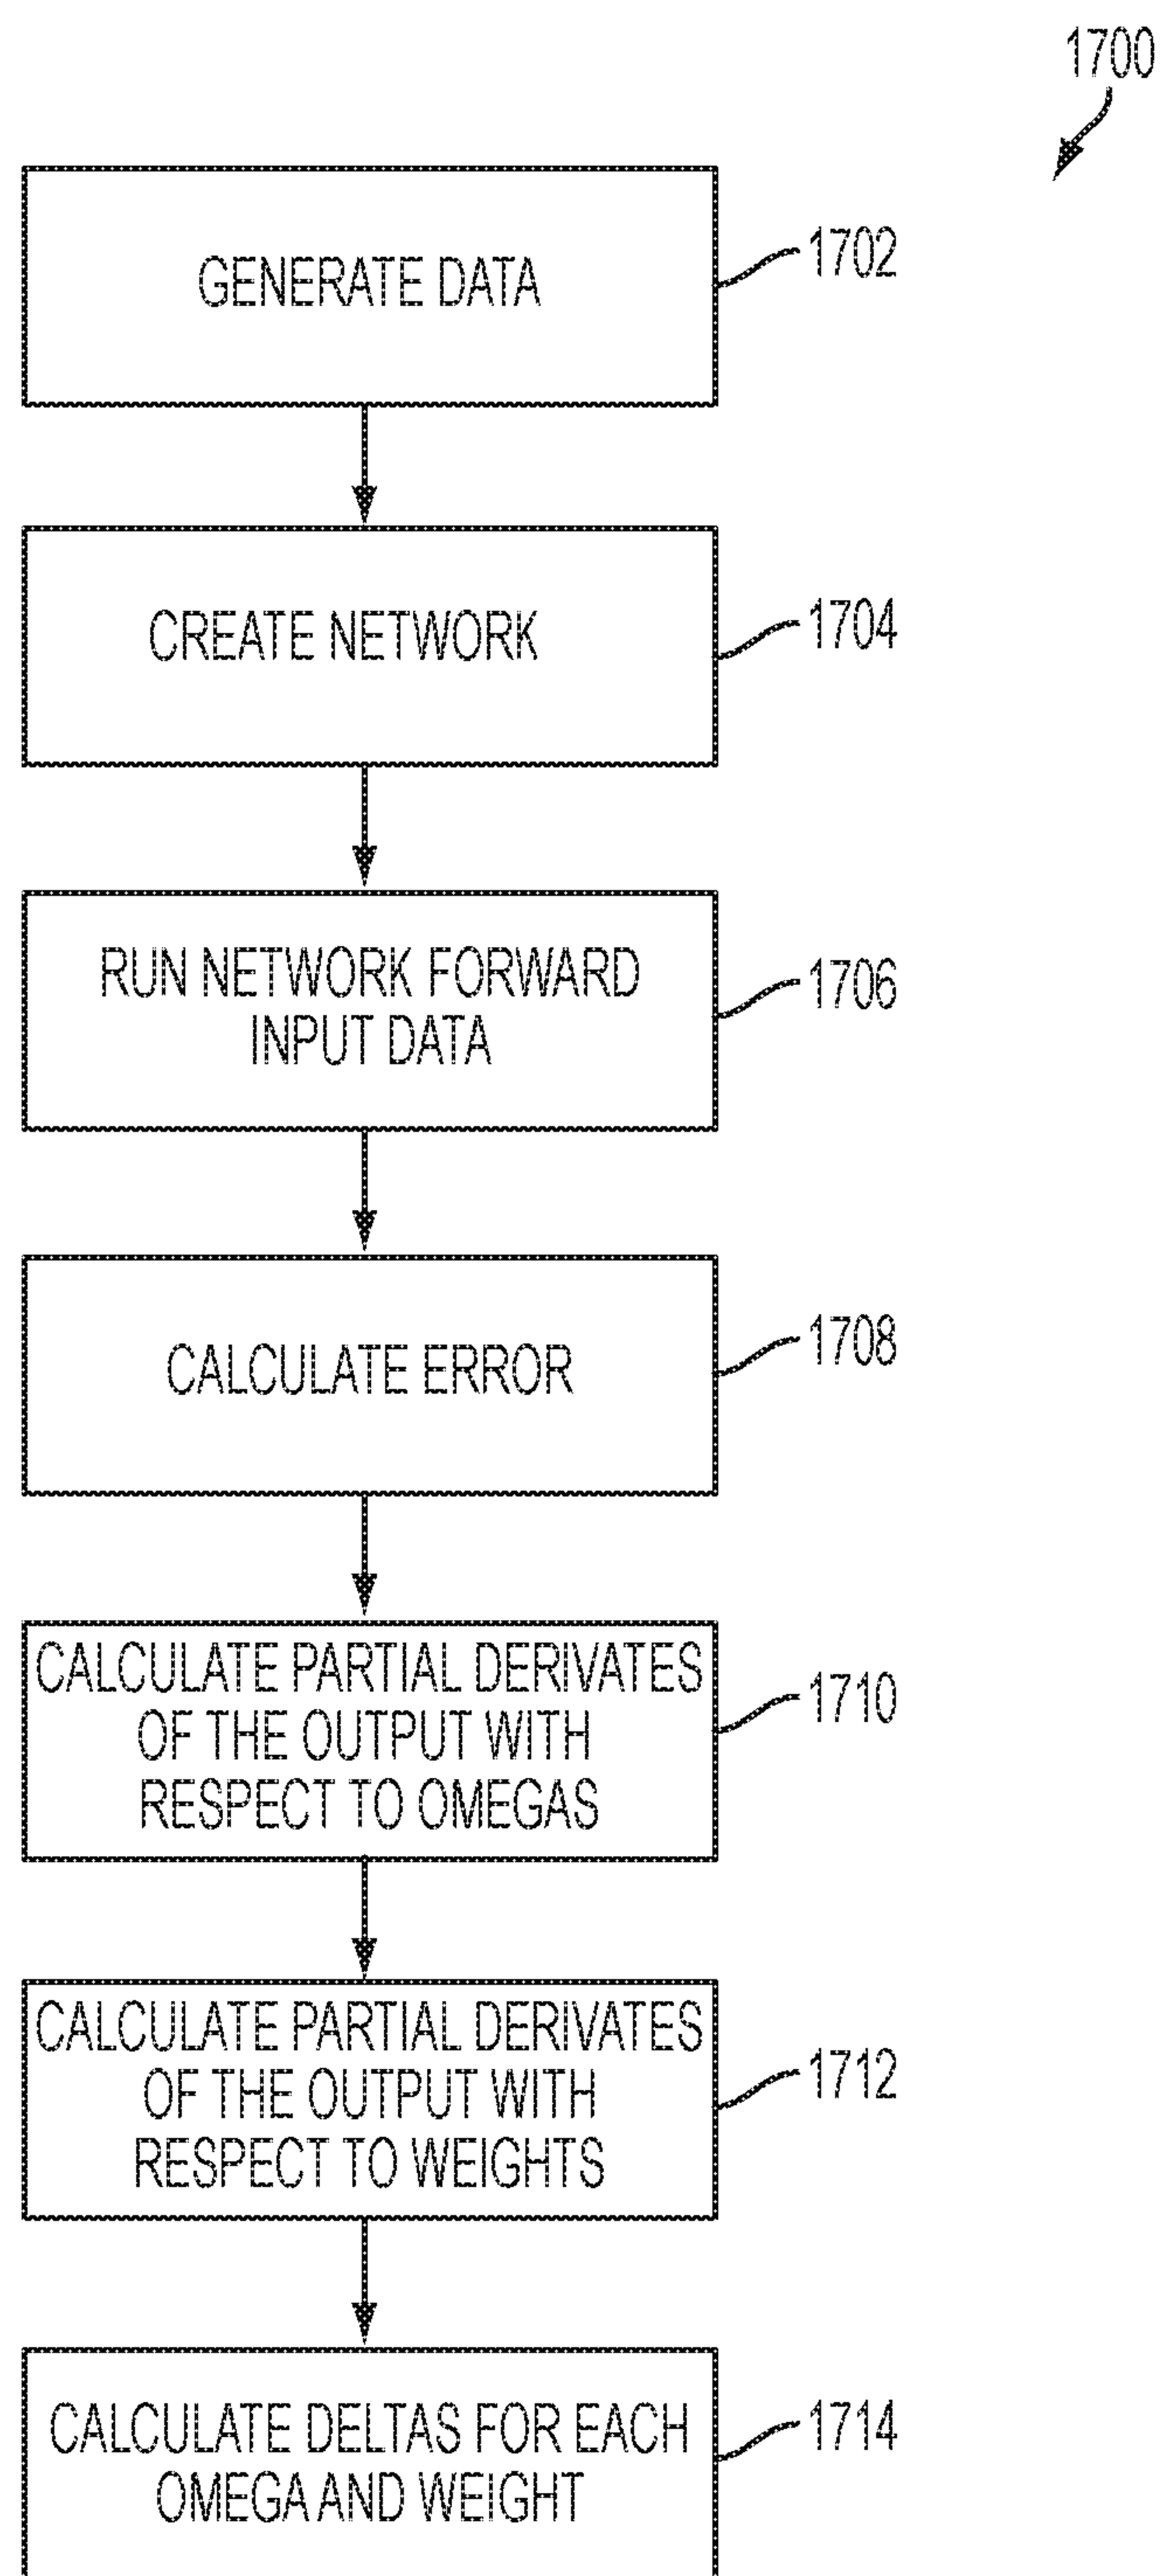 1700
GENERATE DATA
1702
CREATE NETWORK
1704
RUN NETWORK FORWARD
INPUT DATA
1706
CALCULATE ERROR
1708
CALCULATE PARTIAL DERIVATES
OF THE OUTPUT WITH
RESPECT TO OMEGAS
1710
CALCULATE PARTIAL DERIVATES
OF THE OUTPUT WITH
RESPECT TO WEIGHTS
1712
CALCULATE DELTAS FOR EACH
OMEGA AND WEIGHT
1714